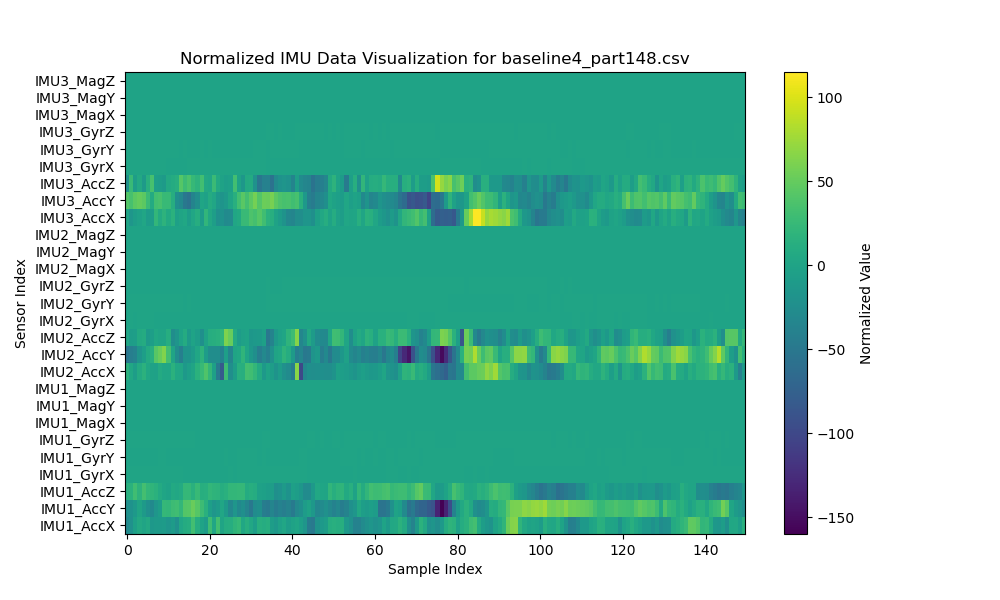 Normalized IMU Data Visualization for baseline4_part148.csv
IMU3_MagZ
IMU3_MagY
IMU3_MagX
IMU3_GyrZ
IMU3_GyrY
IMU3_GyrX
IMU3_AccZ
IMU3_AccY
IMU3_AccX
IMU2_MagZ
IMU2_MagY
IMU2_MagX
IMU2_GyrZ
IMU2_GyrY
IMU2_GyrX
IMU2_AccZ
IMU2_AccY
IMU2_AccX
IMU1_MagZ
IMU1_MagY
IMU1_MagX
IMU1_GyrZ
IMU1_GyrY
IMU1_GyrX
IMU1_AccZ
IMU1_AccY
IMU1_AccX
Sensor Index
0 20 40 60 80 100 120 140
Sample Index
100
50
0
−50
−100
−150
Normalized Value